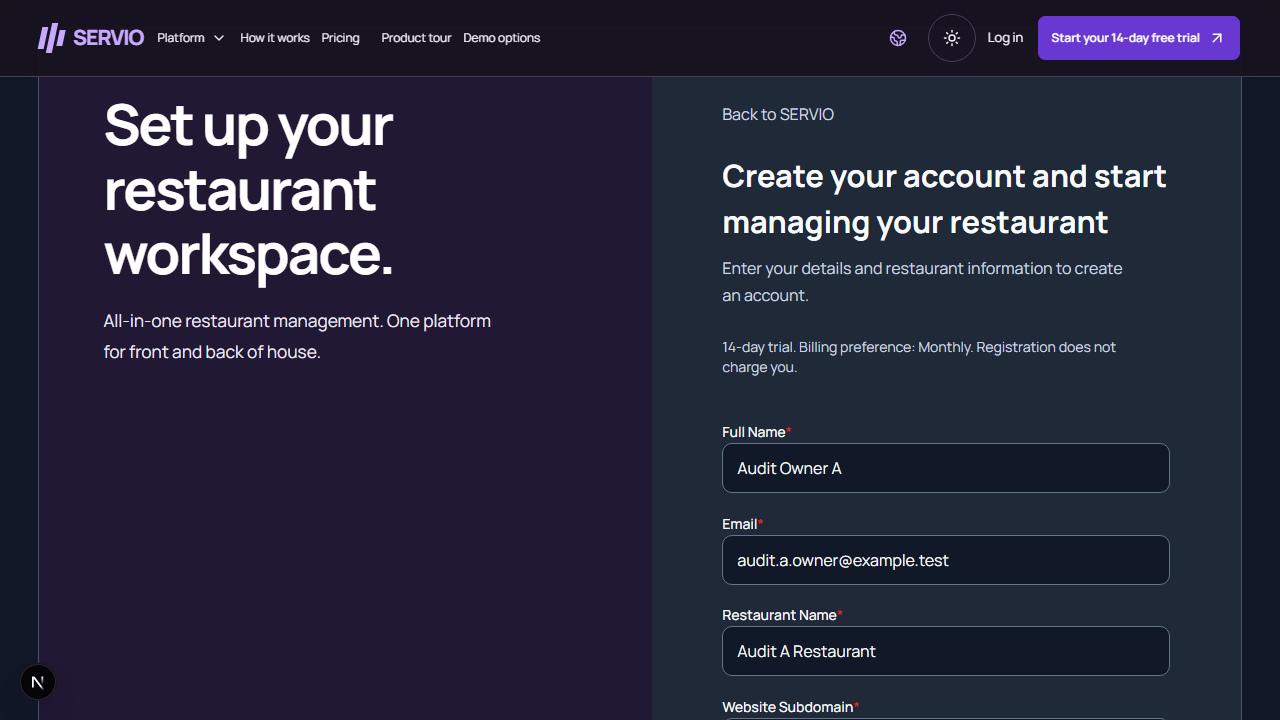 SERVIO
Platform
How it works
Pricing
Product tour
Demo options
Log in
Start your 14-day free trial
Set up your
restaurant
workspace.
All-in-one restaurant management. One platform
for front and back of house.
Back to SERVIO
Create your account and start
managing your restaurant
Enter your details and restaurant information to create
an account.
14-day trial. Billing preference: Monthly. Registration does not
charge you.
Full Name*
Audit Owner A
Email*
audit.a.owner@example.test
Restaurant Name*
Audit A Restaurant
Website Subdomain*
N